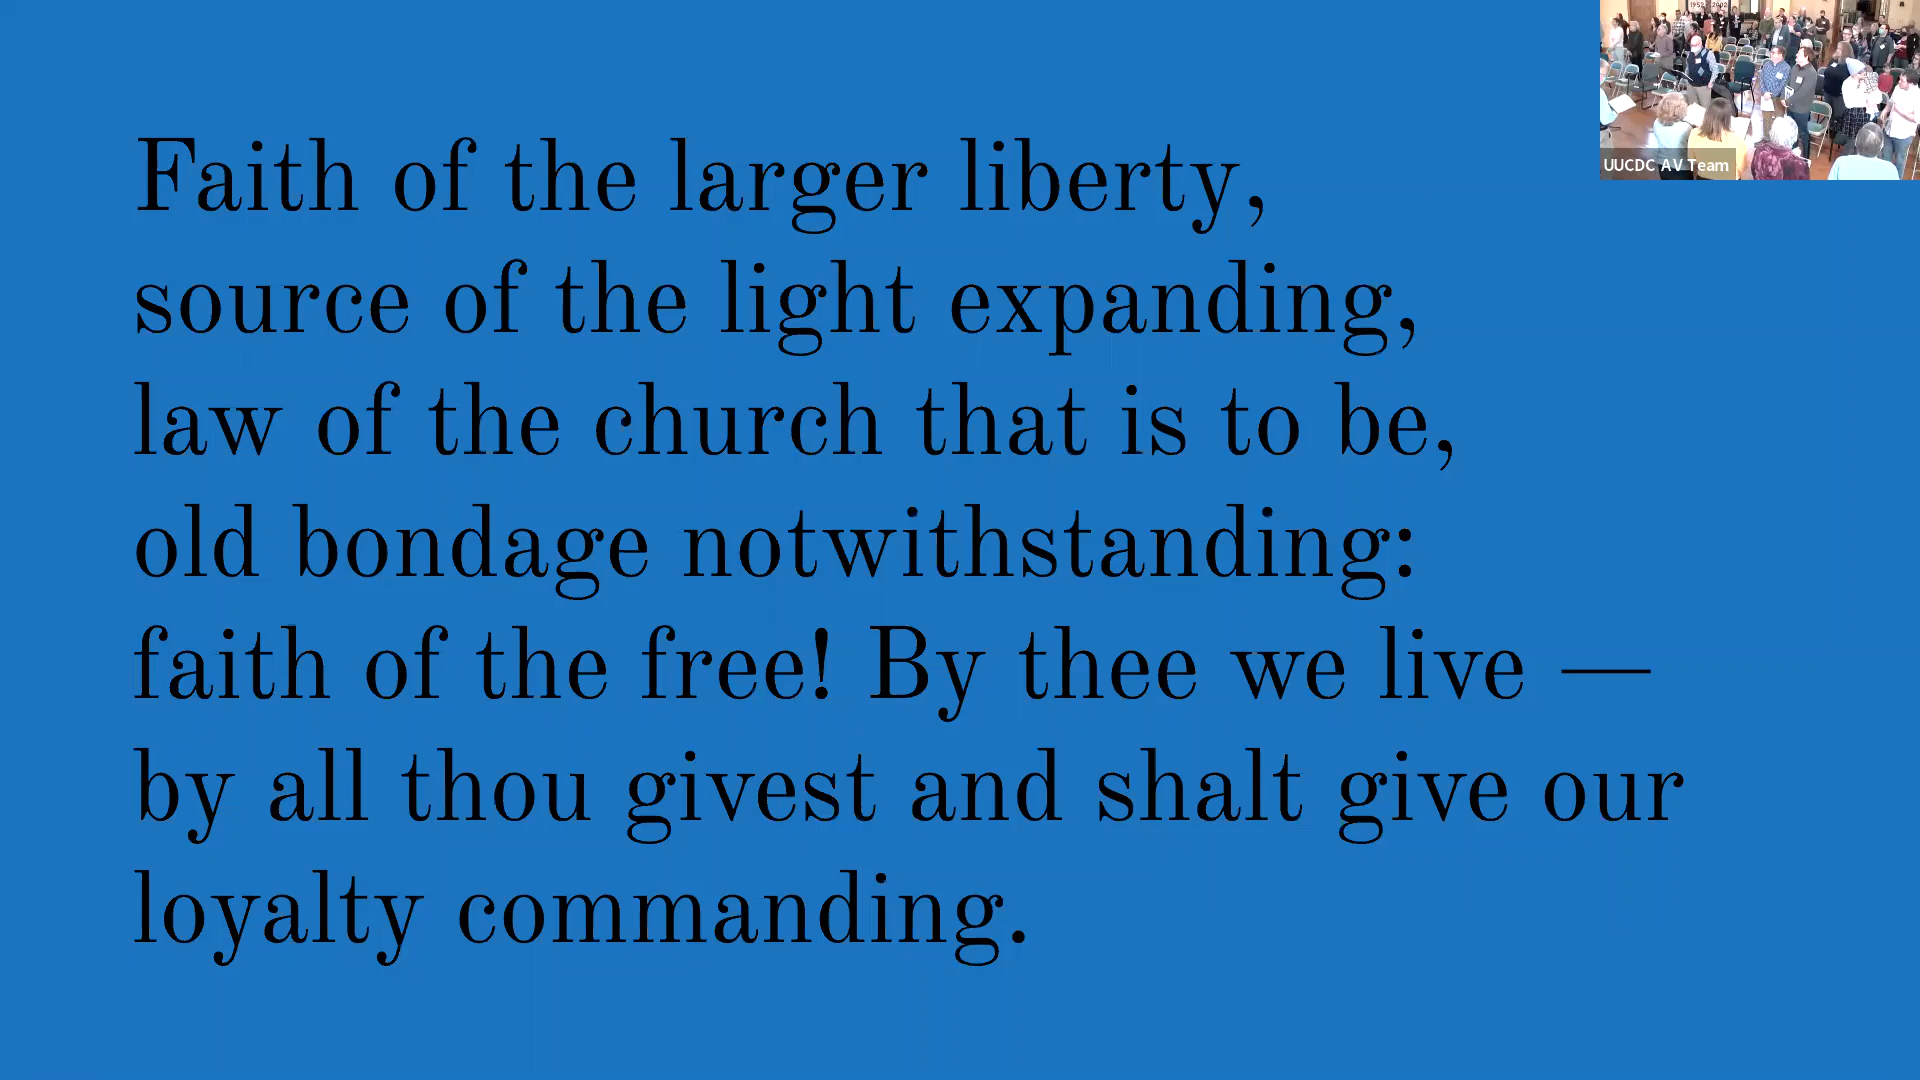 Faith of the larger liberty,
source of the light expanding,
law of the church that is to be,
old bondage notwithstanding:
faith of the free! By thee we live —
by all thou givest and shalt give our
loyalty commanding.
1952 2002
UUCDC AV Team